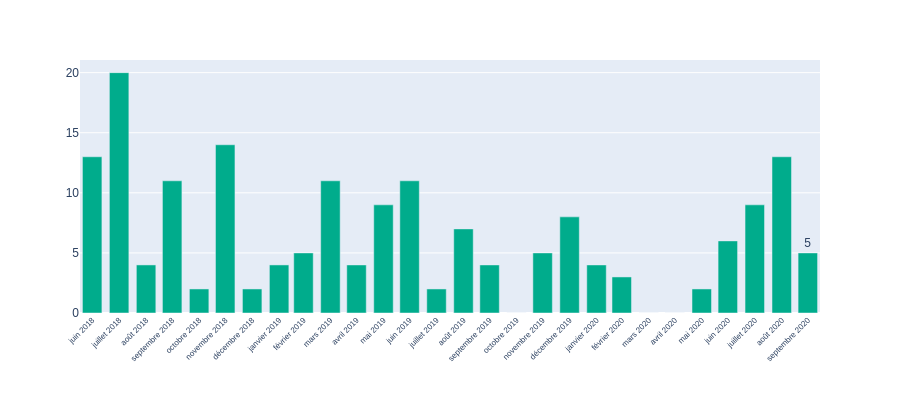 20
15
10
5
0
5
juin 2018
juillet 2018
août 2018
septembre 2018
octobre 2018
novembre 2018
décembre 2018
janvier 2019
février 2019
mars 2019
avril 2019
mai 2019
juin 2019
juillet 2019
août 2019
septembre 2019
octobre 2019
novembre 2019
décembre 2019
janvier 2020
février 2020
mars 2020
avril 2020
mai 2020
juin 2020
juillet 2020
août 2020
septembre 2020